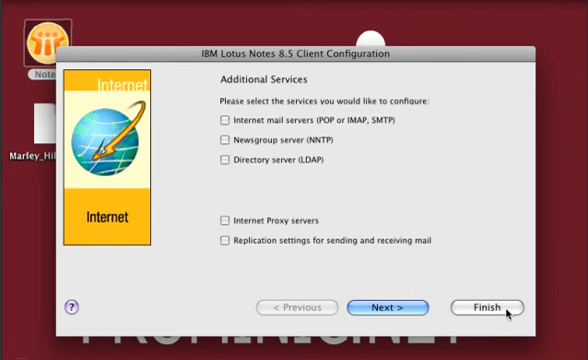 IBM Lotus Notes 8.5 Client Configuration
Note
Internet
Additional Services
Please select the services you would like to configure:
Internet mail servers (POP or IMAP, SMTP)
Newsgroup server (NNTP)
Directory server (LDAP)
Marley_Hil
Internet
Internet Proxy servers
Replication settings for sending and receiving mail
?
< Previous
Next >
Finish